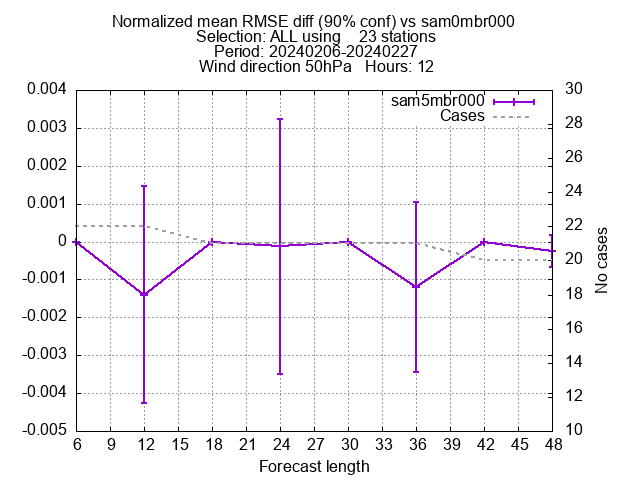 Normalized mean RMSE diff (90% conf) vs sam0mbr000
Selection: ALL using    23 stations
Period: 20240206-20240227
Wind direction 50hPa   Hours: 12
sam5mbr000
Cases
0.004
0.003
0.002
0.001
0
-0.001
-0.002
-0.003
-0.004
-0.005
30
28
26
24
22
20
18
16
14
12
10
No cases
6 9 12 15 18 21 24 27 30 33 36 39 42 45 48
Forecast length